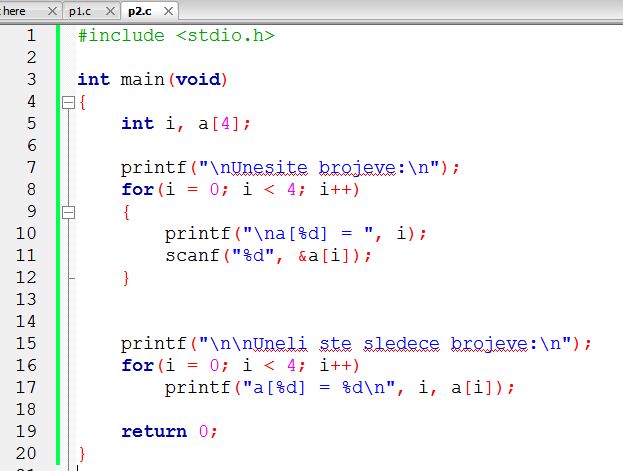 here p1.c p2.c
1 #include <stdio.h>
2
3 int main(void)
4 {
5 int i, a[4];
6
7 printf("\nUnesite brojeve:\n");
8 for(i = 0; i < 4; i++)
9 {
10 printf("\na[%d] = ", i);
11 scanf("%d", &a[i]);
12 }
13
14
15 printf("\n\nUneli ste sledece brojeve:\n");
16 for(i = 0; i < 4; i++)
17 printf("a[%d] = %d\n", i, a[i]);
18
19 return 0;
20 }